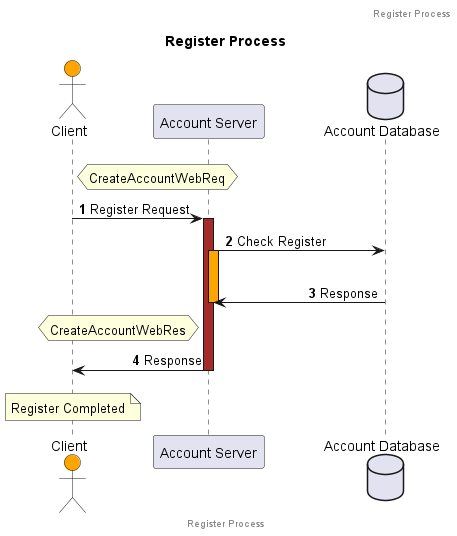 Register Process
Register Process
Client
Account Server
Account Database
CreateAccountWebReq
1 Register Request
2 Check Register
3 Response
CreateAccountWebRes
4 Response
Register Completed
Client
Account Server
Account Database
Register Process